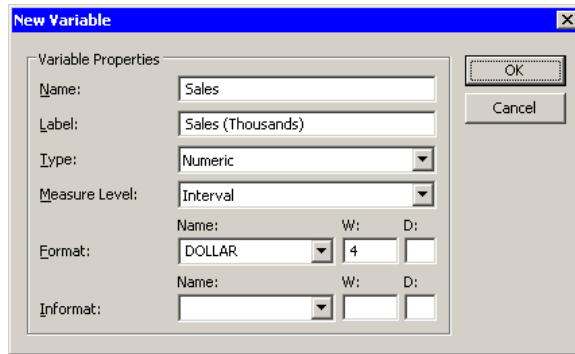 New Variable
Variable Properties
Name: Sales
Label: Sales (Thousands)
Type: Numeric
Measure Level: Interval
Name: W: D:
Format: DOLLAR 4
Name: W: D:
Informat:
OK
Cancel